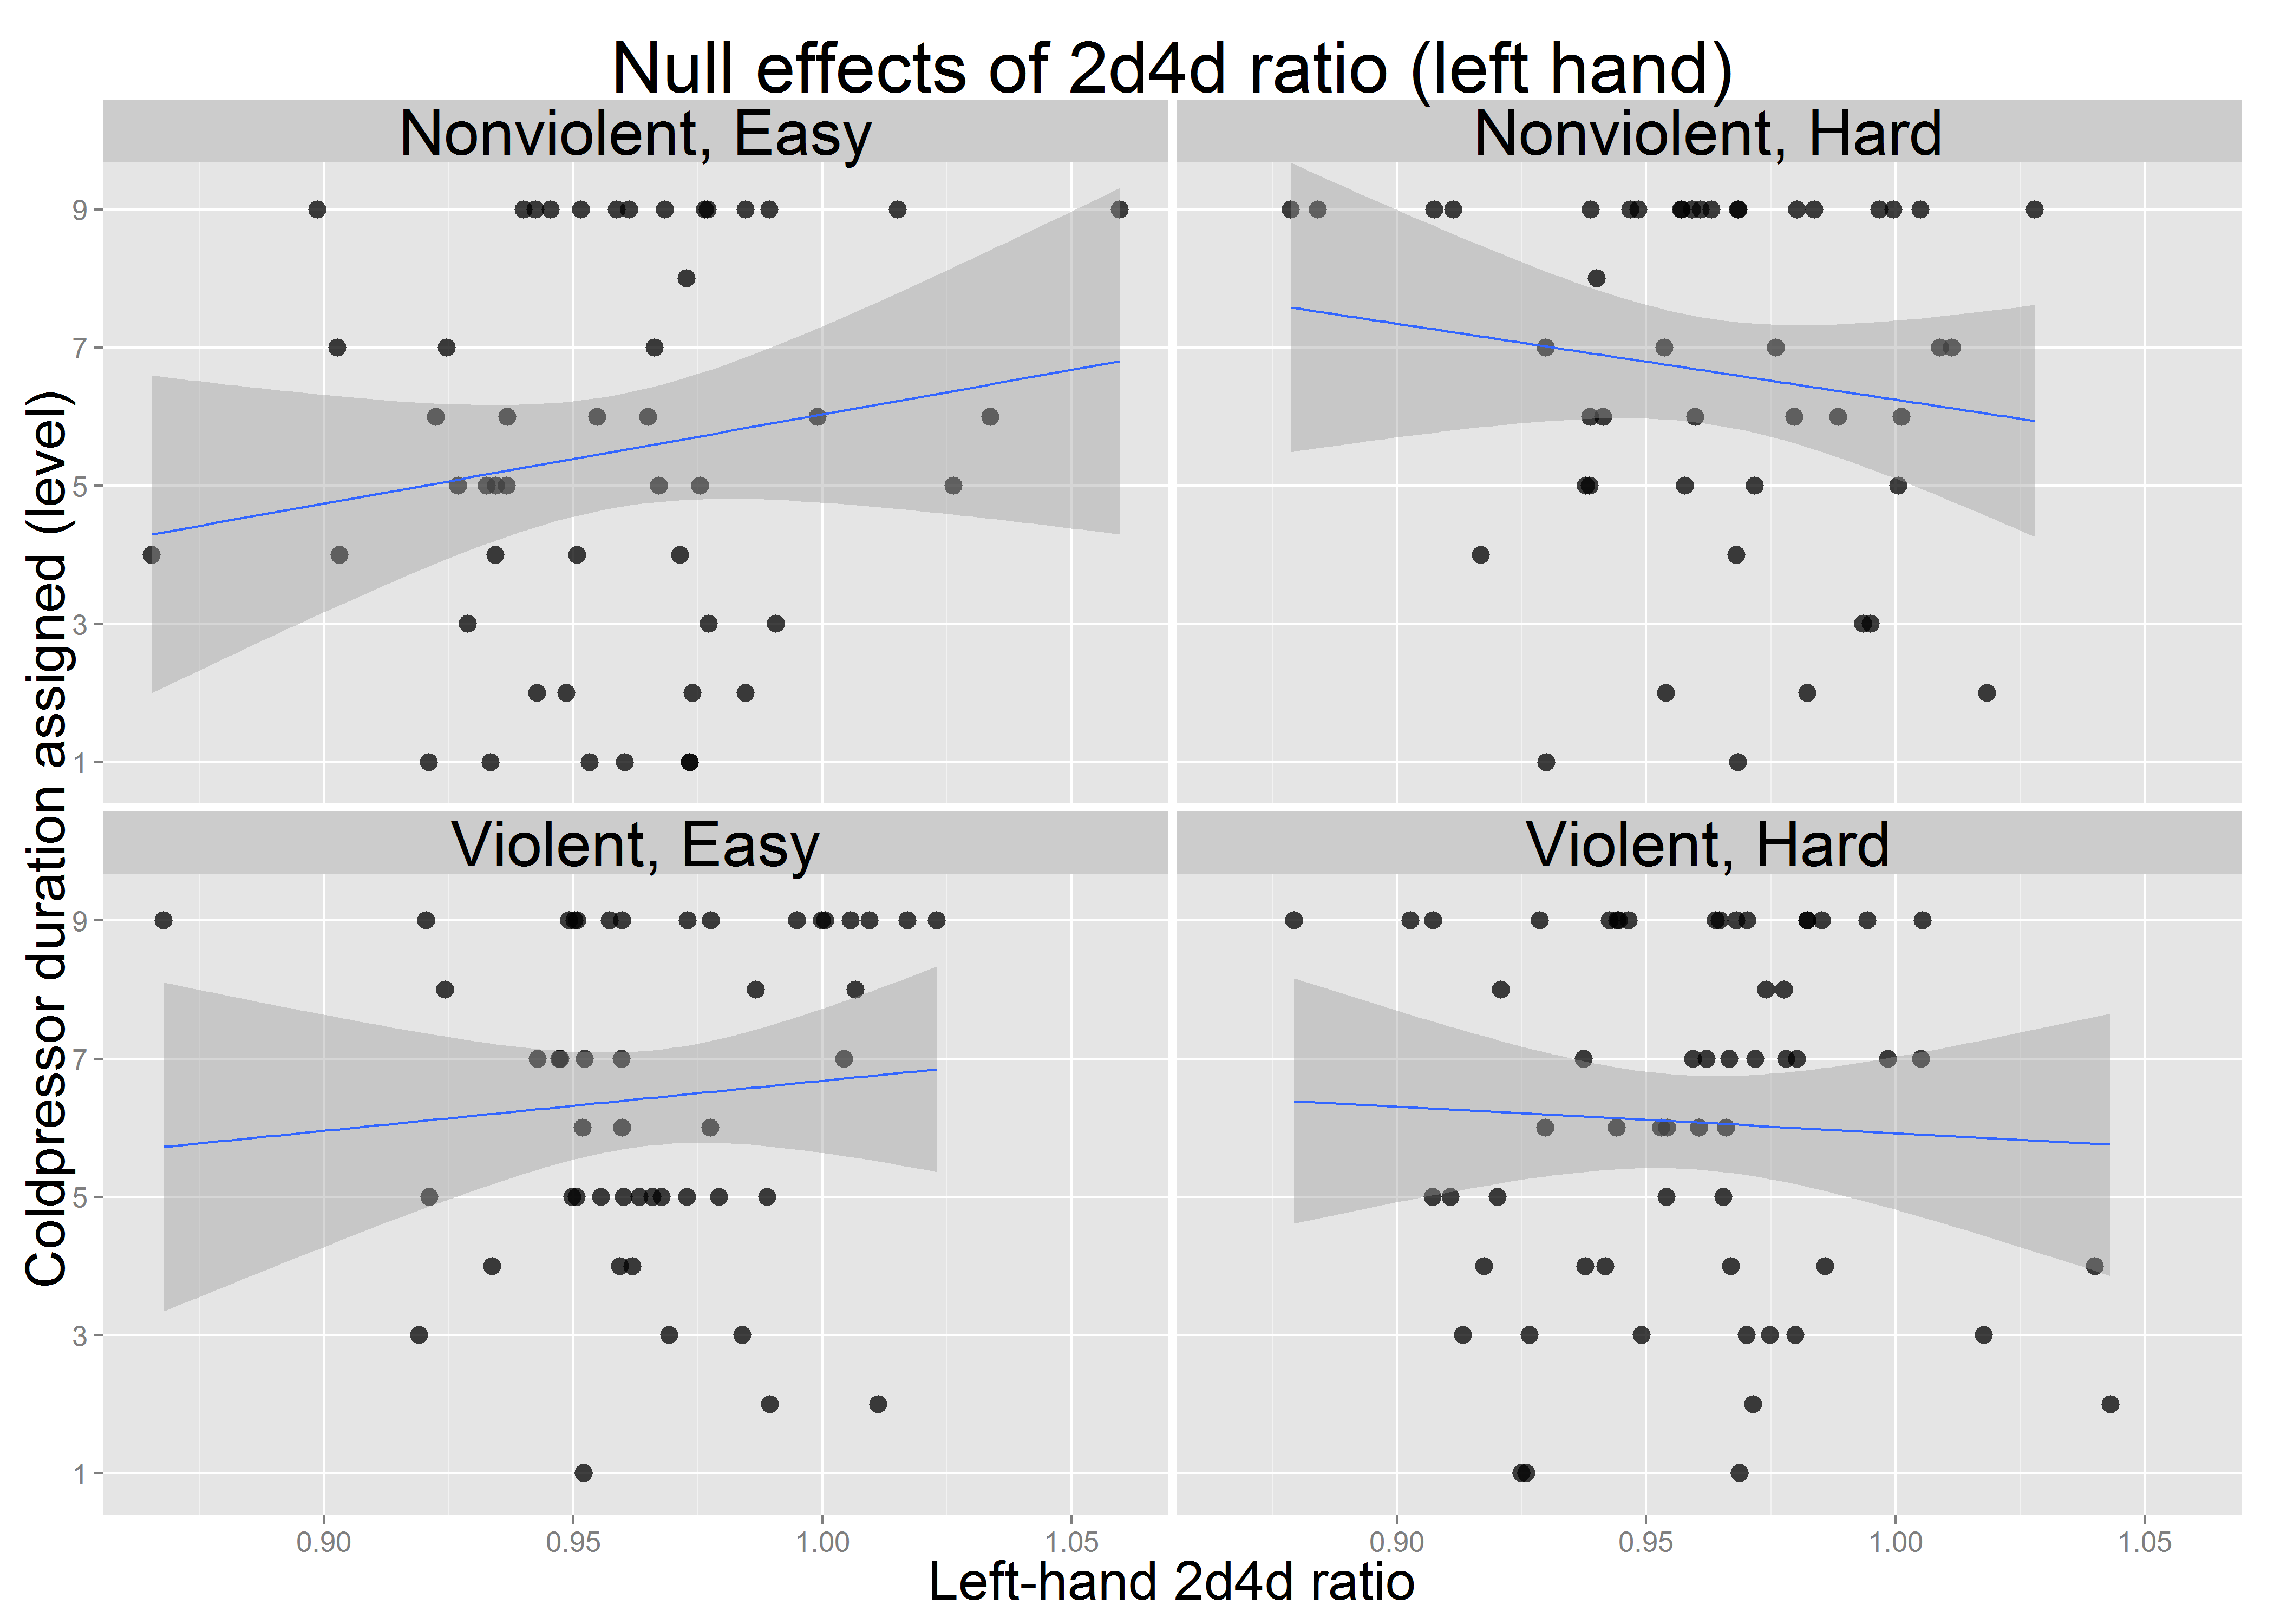 Null effects of 2d4d ratio (left hand)
Nonviolent, Easy
Nonviolent, Hard
9
7
5
3
1
Violent, Easy
Violent, Hard
9
7
5
3
1
Coldpressor duration assigned (level)
0.90 0.95 1.00 1.05
0.90 0.95 1.00 1.05
Left-hand 2d4d ratio